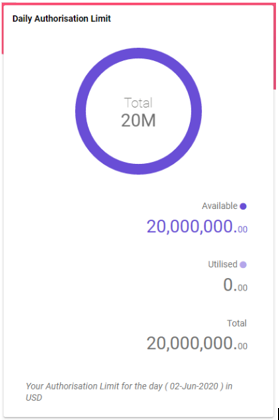 Daily Authorisation Limit
Total
20M
Available
20,000,000.00
Utilised
0.00
Total
20,000,000.00
Your Authorisation Limit for the day ( 02-Jun-2020 ) in
USD